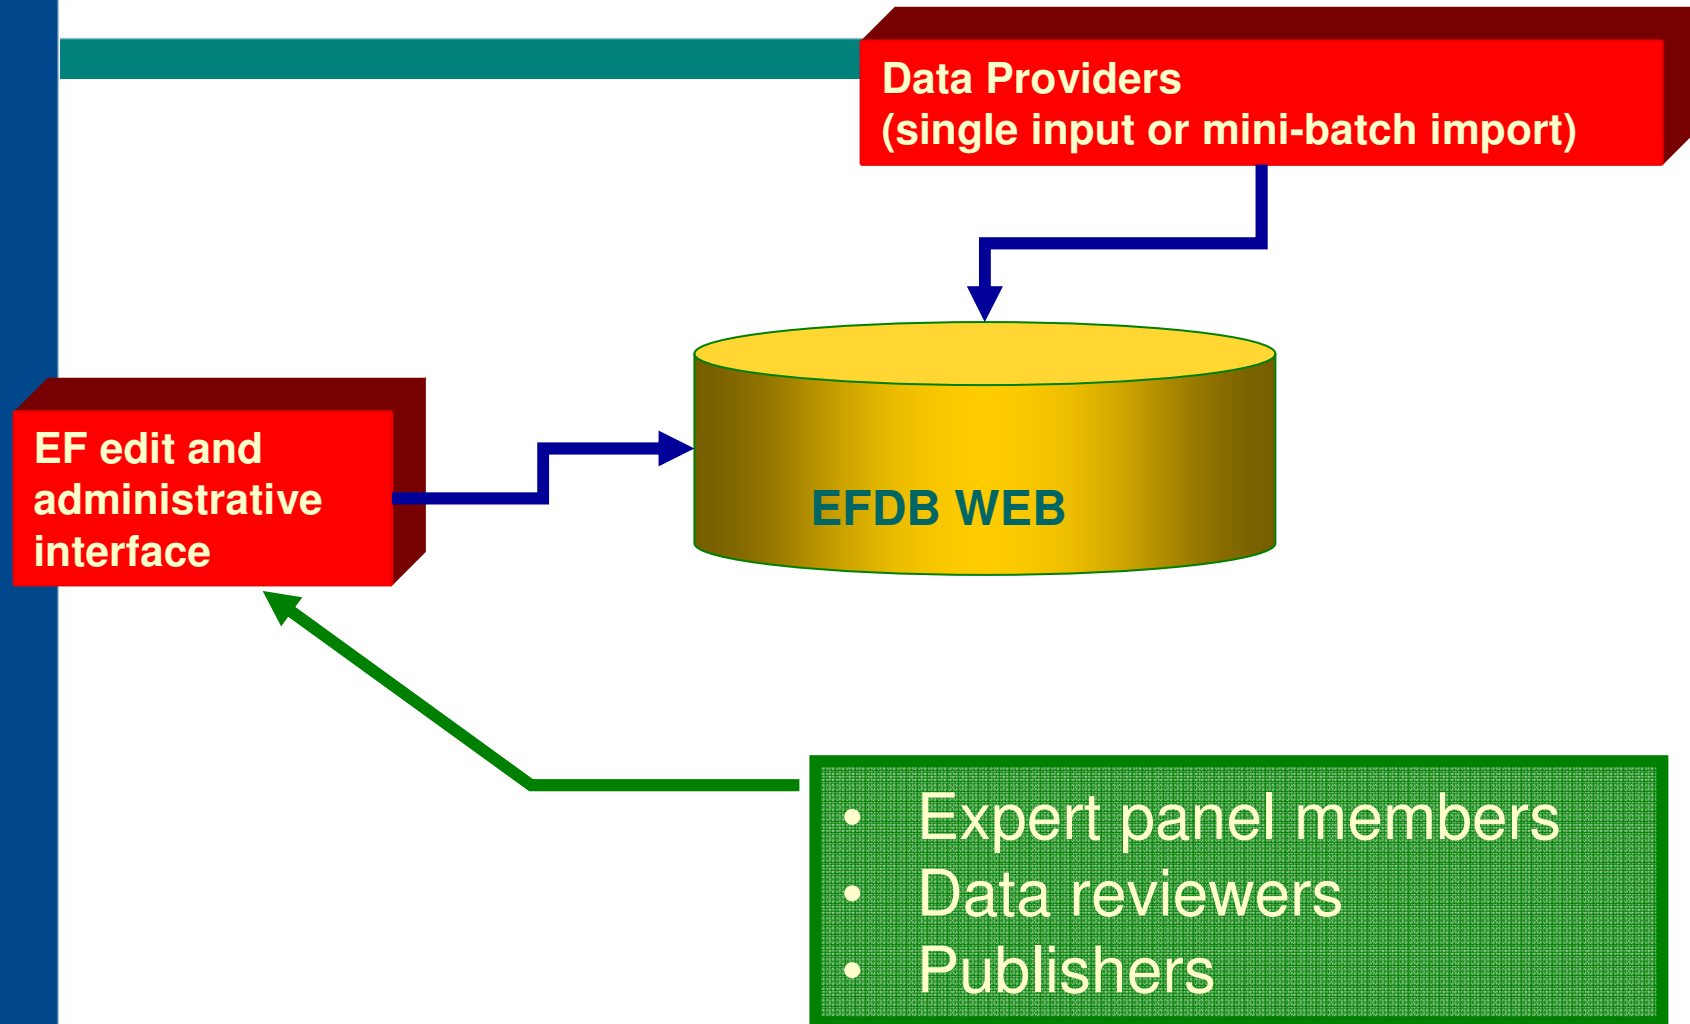 Data Providers
(single input or mini-batch import)
EF edit and
administrative
interface
EFDB WEB
• Expert panel members
• Data reviewers
• Publishers